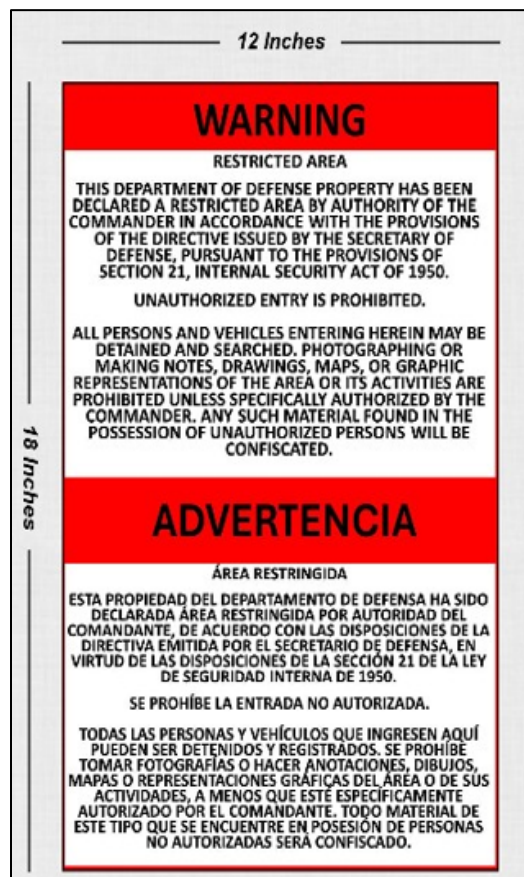 12 Inches
18 Inches
WARNING
RESTRICTED AREA
THIS DEPARTMENT OF DEFENSE PROPERTY HAS BEEN
DECLARED A RESTRICTED AREA BY AUTHORITY OF THE
COMMANDER IN ACCORDANCE WITH THE PROVISIONS
OF THE DIRECTIVE ISSUED BY THE SECRETARY OF
DEFENSE, PURSUANT TO THE PROVISIONS OF
SECTION 21, INTERNAL SECURITY ACT OF 1950.
UNAUTHORIZED ENTRY IS PROHIBITED.
ALL PERSONS AND VEHICLES ENTERING HEREIN MAY BE
DETAINED AND SEARCHED. PHOTOGRAPHING OR
MAKING NOTES, DRAWINGS, MAPS, OR GRAPHIC
REPRESENTATIONS OF THE AREA OR ITS ACTIVITIES ARE
PROHIBITED UNLESS SPECIFICALLY AUTHORIZED BY THE
COMMANDER. ANY SUCH MATERIAL FOUND IN THE
POSSESSION OF UNAUTHORIZED PERSONS WILL BE
CONFISCATED.
ADVERTENCIA
ÁREA RESTRINGIDA
ESTA PROPIEDAD DEL DEPARTAMENTO DE DEFENSA HA SIDO
DECLARADA ÁREA RESTRINGIDA POR AUTORIDAD DEL
COMANDANTE, DE ACUERDO CON LAS DISPOSICIONES DE LA
DIRECTIVA EMITIDA POR EL SECRETARIO DE DEFENSA, EN
VIRTUD DE LAS DISPOSICIONES DE LA SECCIÓN 21 DE LA LEY
DE SEGURIDAD INTERNA DE 1950.
SE PROHÍBE LA ENTRADA NO AUTORIZADA.
TODAS LAS PERSONAS Y VEHÍCULOS QUE INGRESEN AQUÍ
PUEDEN SER DETENIDOS Y REGISTRADOS. SE PROHÍBE
TOMAR FOTOGRAFÍAS O HACER ANOTACIONES, DIBUJOS,
MAPAS O REPRESENTACIONES GRÁFICAS DEL ÁREA O DE SUS
ACTIVIDADES, A MENOS QUE ESTÉ ESPECÍFICAMENTE
AUTORIZADO POR EL COMANDANTE. TODO MATERIAL DE
ESTE TIPO QUE SE ENCUENTRE EN POSESIÓN DE PERSONAS
NO AUTORIZADAS SERÁ CONFISCADO.